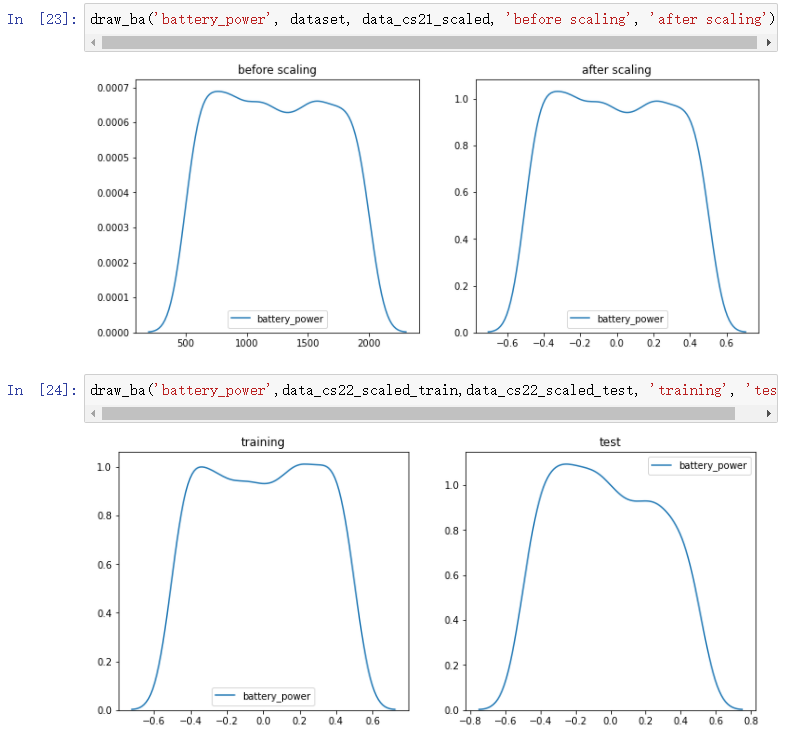 In [23]: draw_ba('battery_power', dataset, data_cs21_scaled, 'before scaling', 'after scaling')
before scaling
0.0007
0.0006
0.0005
0.0004
0.0003
0.0002
0.0001
0.0000
battery_power
500 1000 1500 2000
after scaling
1.0
0.8
0.6
0.4
0.2
0.0
battery_power
−0.6 −0.4 −0.2 0.0 0.2 0.4 0.6
In [24]: draw_ba('battery_power',data_cs22_scaled_train,data_cs22_scaled_test, 'training', 'tes
training
1.0
0.8
0.6
0.4
0.2
0.0
battery_power
−0.6 −0.4 −0.2 0.0 0.2 0.4 0.6
test
battery_power
1.0
0.8
0.6
0.4
0.2
0.0
−0.8 −0.6 −0.4 −0.2 0.0 0.2 0.4 0.6 0.8